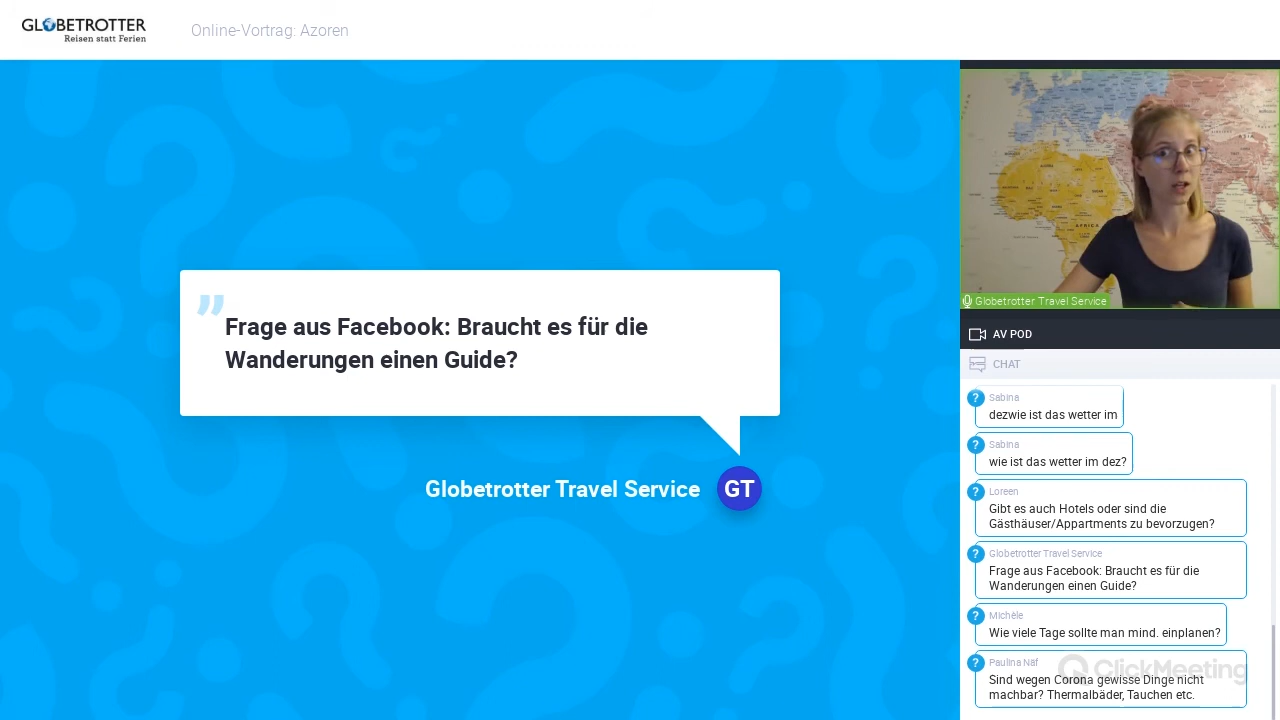 GLOBETROTTER
Reisen statt Ferien
Online-Vortrag: Azoren
”
Frage aus Facebook: Braucht es für die
Wanderungen einen Guide?
Globetrotter Travel Service
GT
AFRICA
ASIA
Globetrotter Travel Service
AV POD
CHAT
?
Sabina
dezwie ist das wetter im
?
Sabina
wie ist das wetter im dez?
?
Loreen
Gibt es auch Hotels oder sind die
Gästhäuser/Appartments zu bevorzugen?
?
Globetrotter Travel Service
Frage aus Facebook: Braucht es für die
Wanderungen einen Guide?
?
Michèle
Wie viele Tage sollte man mind. einplanen?
?
Paulina Näf
ClickMeeting
Sind wegen Corona gewisse Dinge nicht
machbar? Thermalbäder, Tauchen etc.